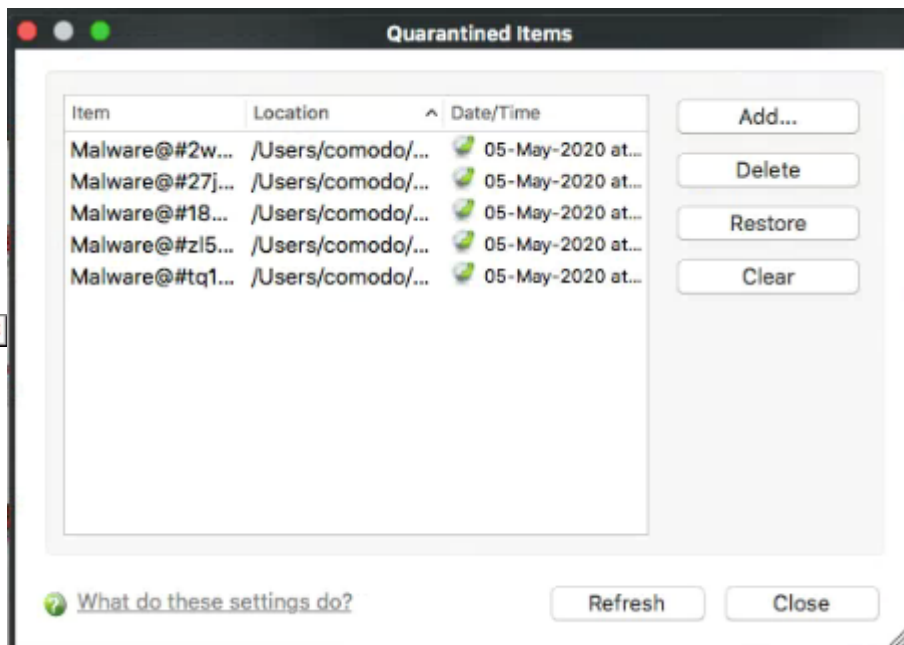 Quarantined Items
Item Location Date/Time
Malware@#2w... /Users/comodo/... 05-May-2020 at...
Malware@#27j... /Users/comodo/... 05-May-2020 at...
Malware@#18... /Users/comodo/... 05-May-2020 at...
Malware@#zl5... /Users/comodo/... 05-May-2020 at...
Malware@#tq1... /Users/comodo/... 05-May-2020 at...
Add...
Delete
Restore
Clear
What do these settings do?
Refresh
Close